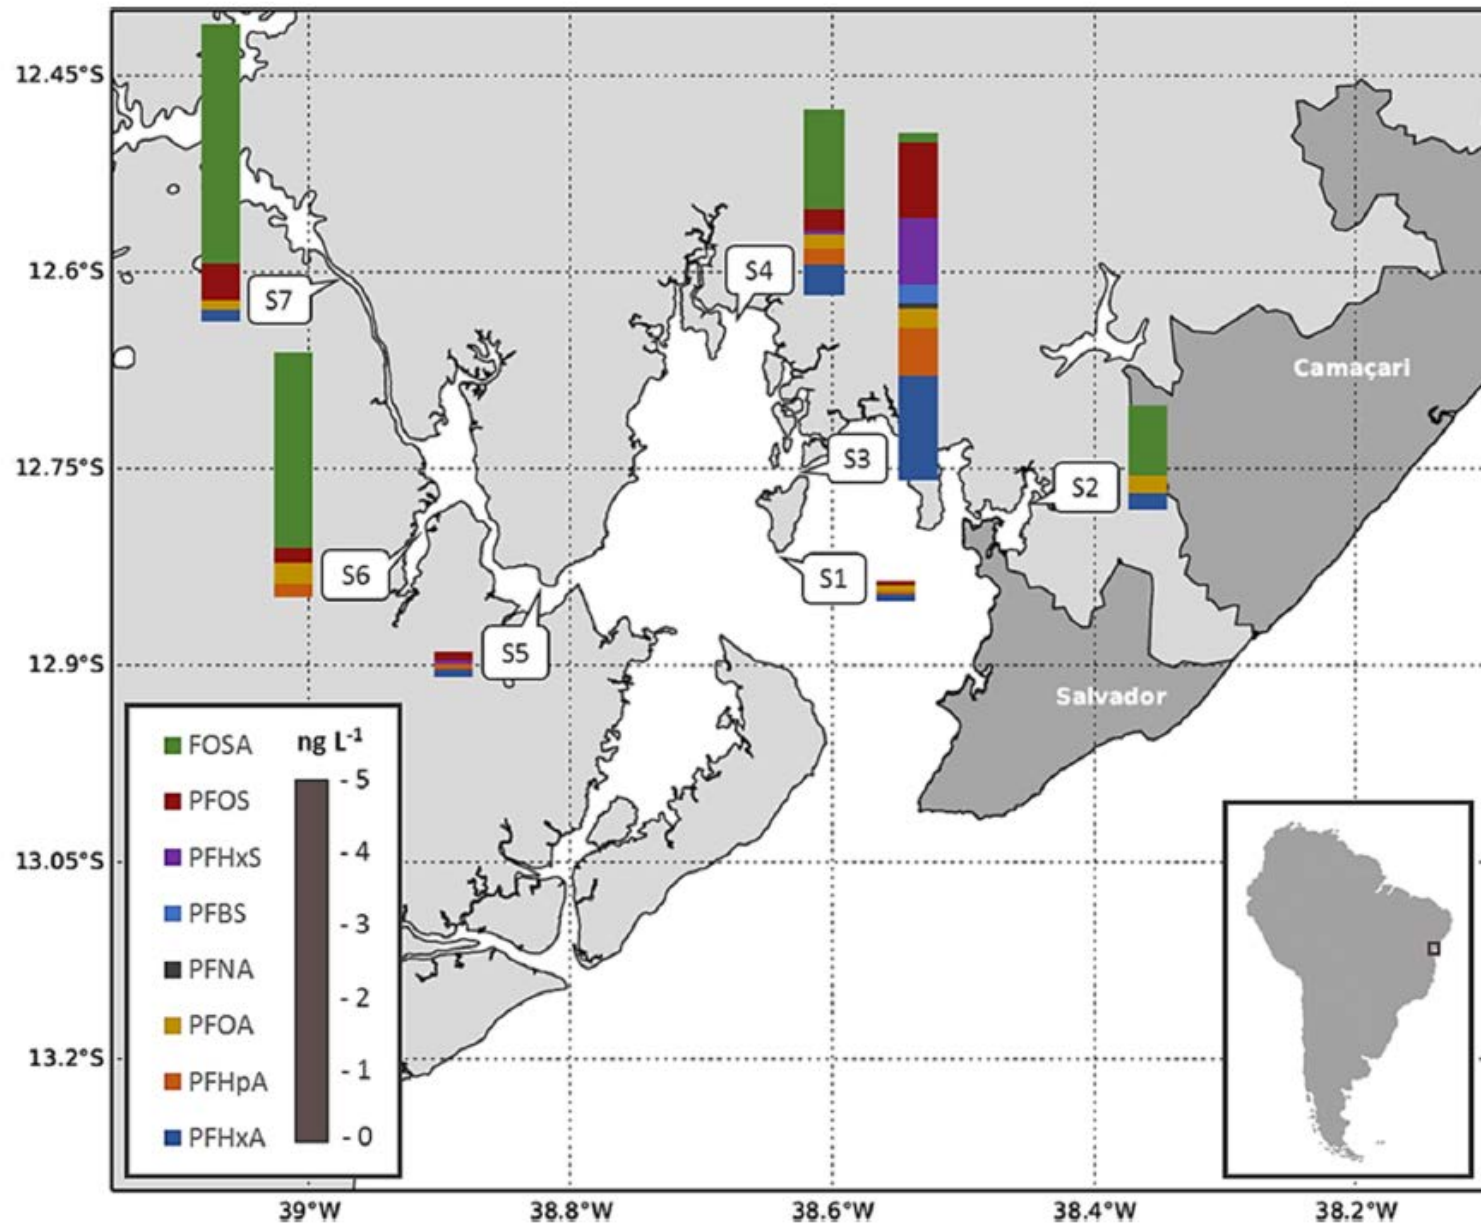 12.45°S
12.6°S
12.75°S
12.9°S
13.05°S
13.2°S
39°W
38.8°W
38.6°W
38.4°W
38.2°W
S7
S4
S3
S2
S6
S1
S5
Camaçari
Salvador
FOSA
PFOS
PFHxS
PFBS
PFNA
PFOA
PFHpA
PFHxA
ng L⁻¹
- 5
- 4
- 3
- 2
- 1
- 0